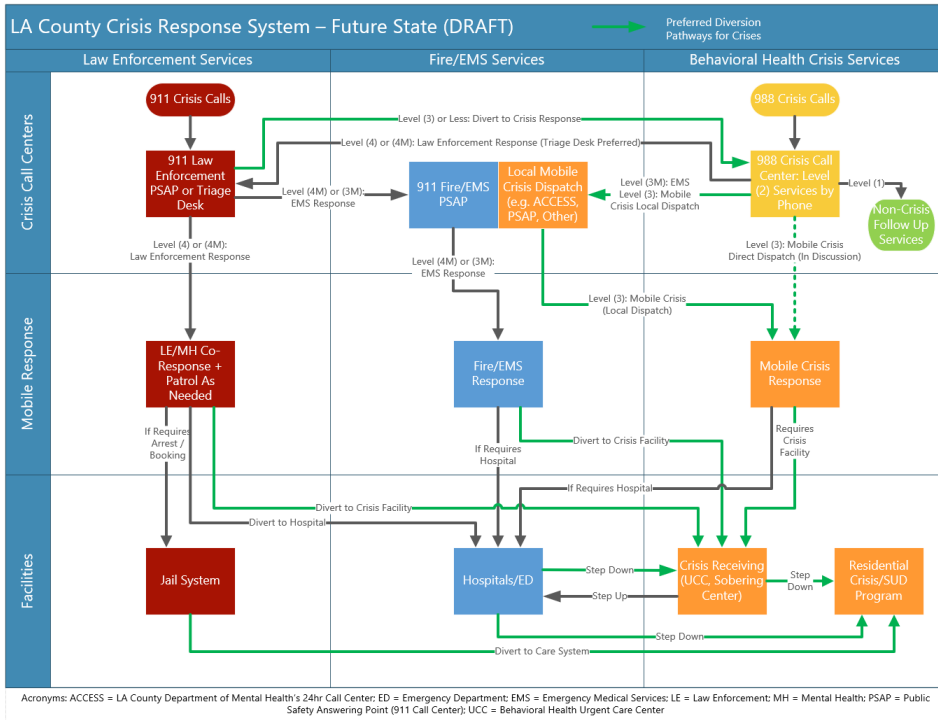 LA County Crisis Response System – Future State (DRAFT)
Preferred Diversion
Pathways for Crises
Law Enforcement Services
Fire/EMS Services
Behavioral Health Crisis Services
Crisis Call Centers
911 Crisis Calls
988 Crisis Calls
Level (3) or Less: Divert to Crisis Response
Level (4) or (4M): Law Enforcement Response (Triage Desk Preferred)
911 Law
Enforcement
PSAP or Triage
Desk
Level (4M) or (3M):
EMS Response
911 Fire/EMS
PSAP
Local Mobile
Crisis Dispatch
(e.g. ACCESS,
PSAP, Other)
Level (3M): EMS
Level (3): Mobile
Crisis Local Dispatch
988 Crisis Call
Center: Level
(2) Services by
Phone
Level (1)
Non-Crisis
Follow Up
Services
Level (4) or (4M):
Law Enforcement Response
Level (4M) or (3M):
EMS Response
Level (3): Mobile Crisis
Direct Dispatch (In Discussion)
Level (3): Mobile Crisis
(Local Dispatch)
Mobile Response
LE/MH Co-
Response +
Patrol As
Needed
Fire/EMS
Response
Mobile Crisis
Response
If Requires
Arrest /
Booking
If Requires
Hospital
Divert to Crisis Facility
Requires
Crisis
Facility
Facilities
If Requires Hospital
Divert to Crisis Facility
Divert to Hospital
Jail System
Hospitals/ED
Step Down
Step Up
Crisis Receiving
(UCC, Sobering
Center)
Step
Down
Residential
Crisis/SUD
Program
Step Down
Divert to Care System
Acronyms: ACCESS = LA County Department of Mental Health's 24hr Call Center; ED = Emergency Department; EMS = Emergency Medical Services; LE = Law Enforcement; MH = Mental Health; PSAP = Public
Safety Answering Point (911 Call Center); UCC = Behavioral Health Urgent Care Center